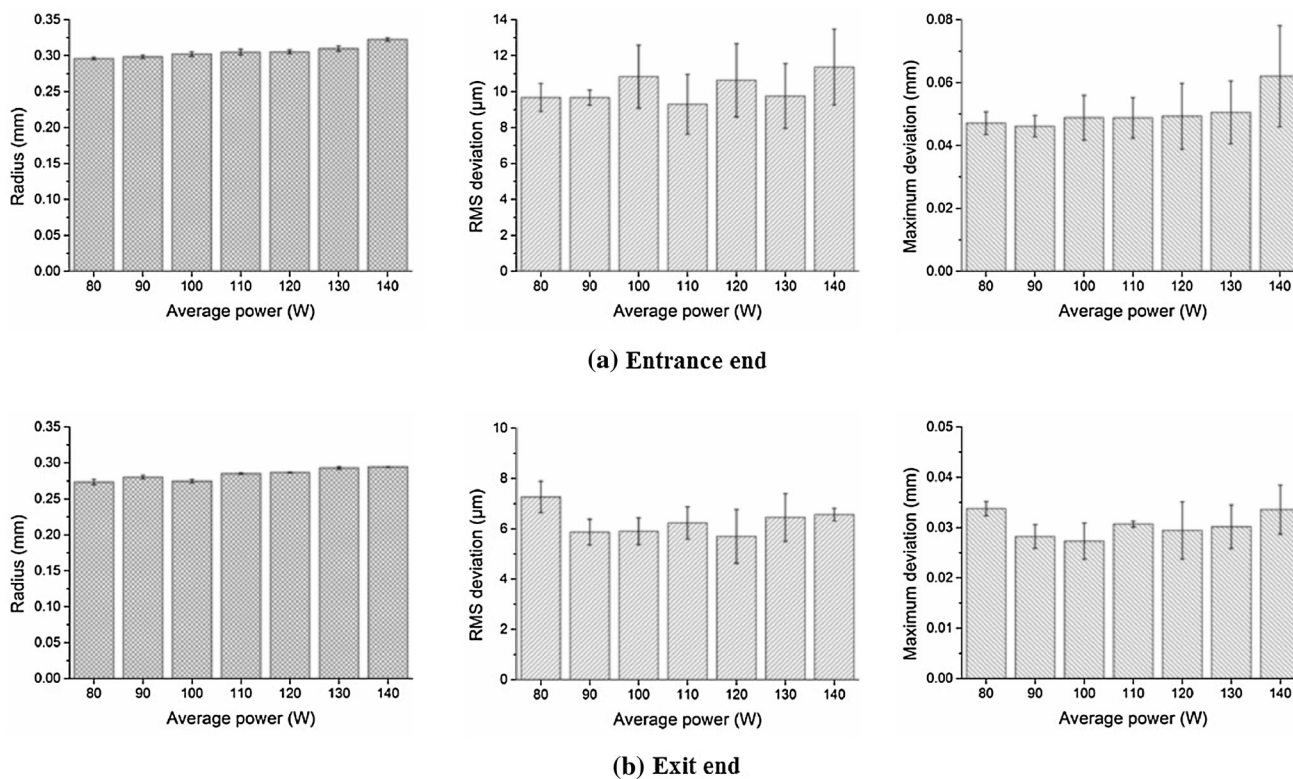 Radius (mm)
0.35
0.30
0.25
0.20
0.15
0.10
0.05
0.00
80 90 100 110 120 130 140
Average power (W)
RMS deviation (μm)
14
12
10
8
6
4
2
0
80 90 100 110 120 130 140
Average power (W)
Maximum deviation (mm)
0.08
0.06
0.04
0.02
0.00
80 90 100 110 120 130 140
Average power (W)
(a) Entrance end
Radius (mm)
0.35
0.30
0.25
0.20
0.15
0.10
0.05
0.00
80 90 100 110 120 130 140
Average power (W)
RMS deviation (μm)
10
8
6
4
2
0
80 90 100 110 120 130 140
Average power (W)
Maximum deviation (mm)
0.05
0.04
0.03
0.02
0.01
0.00
80 90 100 110 120 130 140
Average power (W)
(b) Exit end